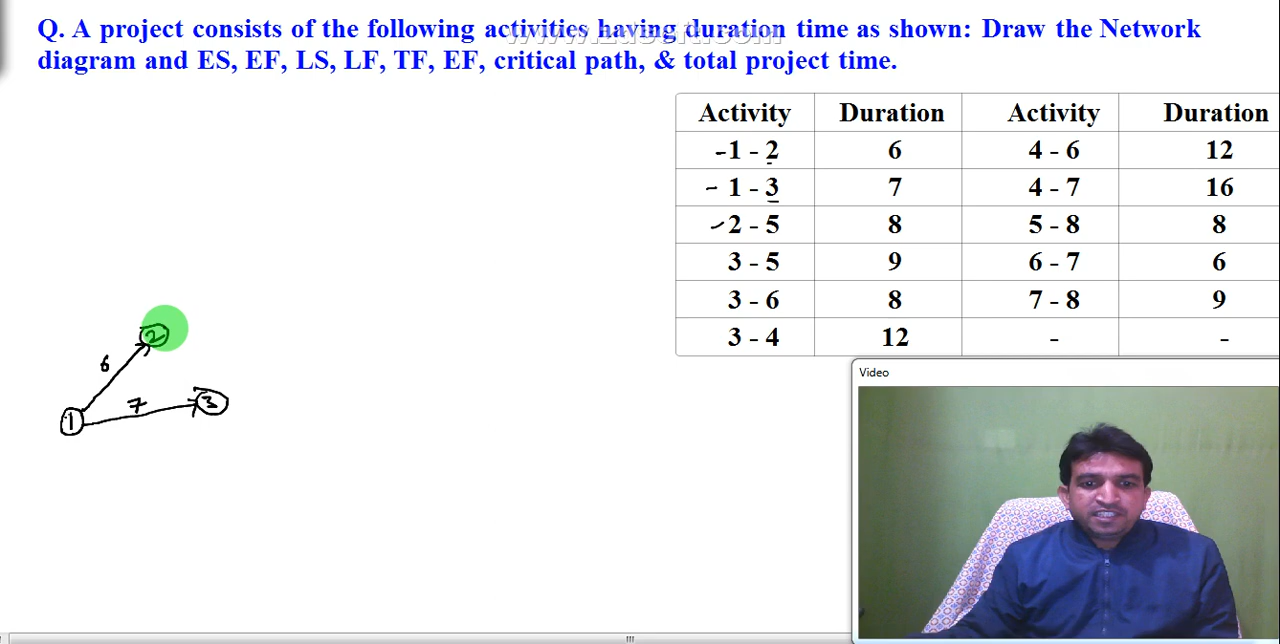 Q. A project consists of the following activities having duration time as shown: Draw the Network
diagram and ES, EF, LS, LF, TF, EF, critical path, & total project time.
Activity Duration Activity Duration
1 - 2 6 4 - 6 12
1 - 3 7 4 - 7 16
2 - 5 8 5 - 8 8
3 - 5 9 6 - 7 6
3 - 6 8 7 - 8 9
3 - 4 12 - -
2
6
7
3
1
Video